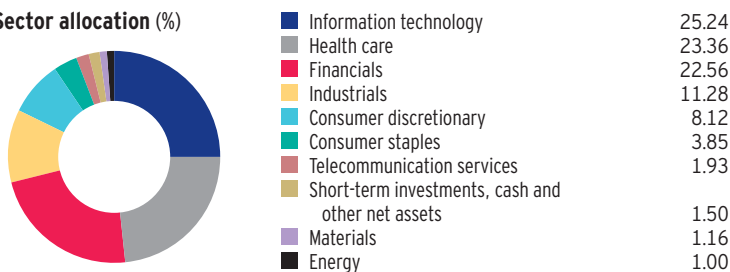 Sector allocation (%)
Information technology 25.24
Health care 23.36
Financials 22.56
Industrials 11.28
Consumer discretionary 8.12
Consumer staples 3.85
Telecommunication services 1.93
Short-term investments, cash and
other net assets 1.50
Materials 1.16
Energy 1.00